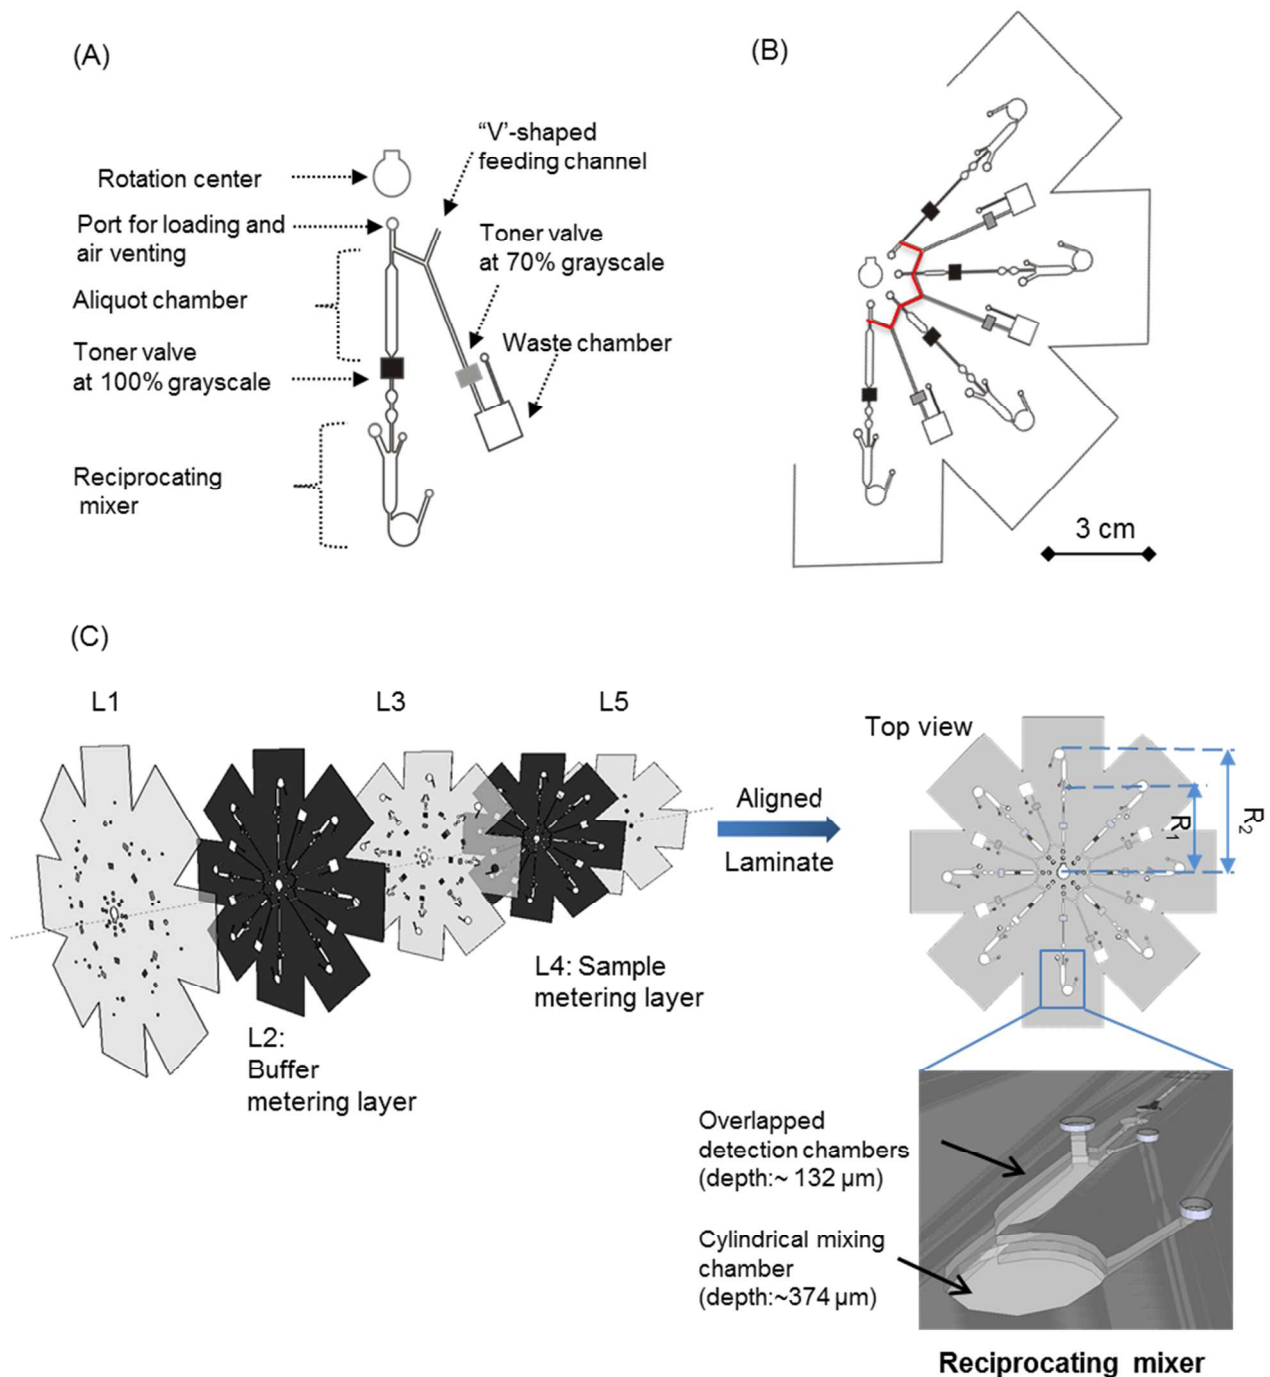 (A)
"V'-shaped
feeding channel
Rotation center
Port for loading and
air venting
Toner valve
at 70% grayscale
Aliquot chamber
Waste chamber
Toner valve
at 100% grayscale
Reciprocating
mixer
(B)
3 cm
(C)
L1
L3
L5
L2:
Buffer
metering layer
L4: Sample
metering layer
Aligned
Laminate
Top view
R1
R2
Overlapped
detection chambers
(depth:~ 132 µm)
Cylindrical mixing
chamber
(depth:~374 µm)
Reciprocating mixer